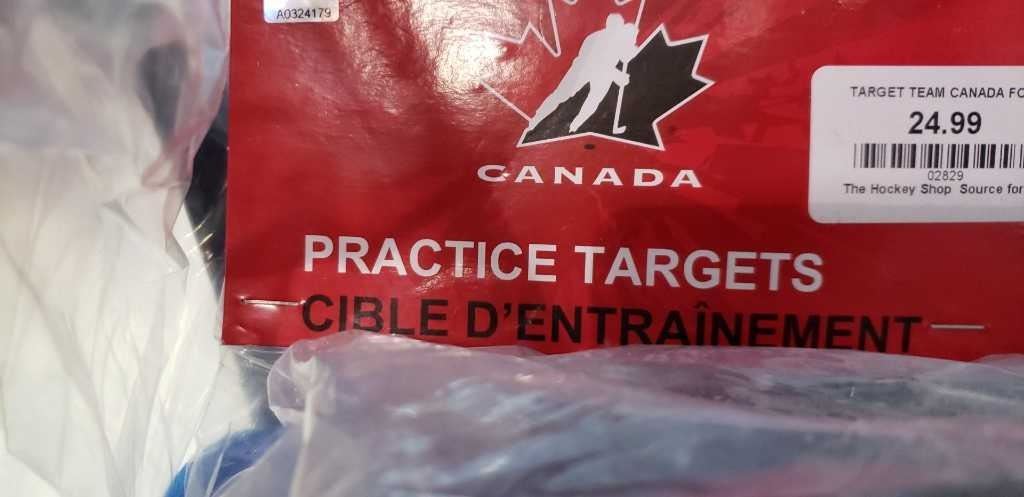 A0324179
CANADA
TARGET TEAM CANADA FO
24.99
02829
The Hockey Shop Source for
PRACTICE TARGETS
CIBLE D'ENTRAÎNEMENT